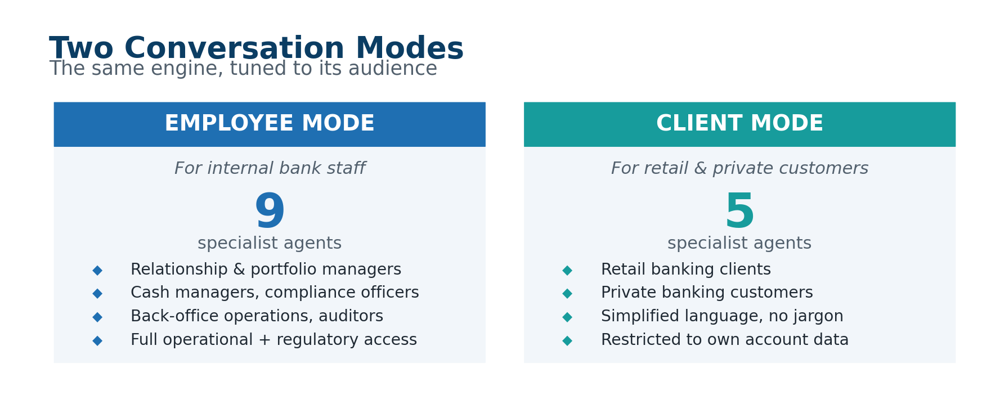 Two Conversation Modes
The same engine, tuned to its audience
EMPLOYEE MODE
For internal bank staff
9
specialist agents
◆ Relationship & portfolio managers
◆ Cash managers, compliance officers
◆ Back-office operations, auditors
◆ Full operational + regulatory access
CLIENT MODE
For retail & private customers
5
specialist agents
◆ Retail banking clients
◆ Private banking customers
◆ Simplified language, no jargon
◆ Restricted to own account data